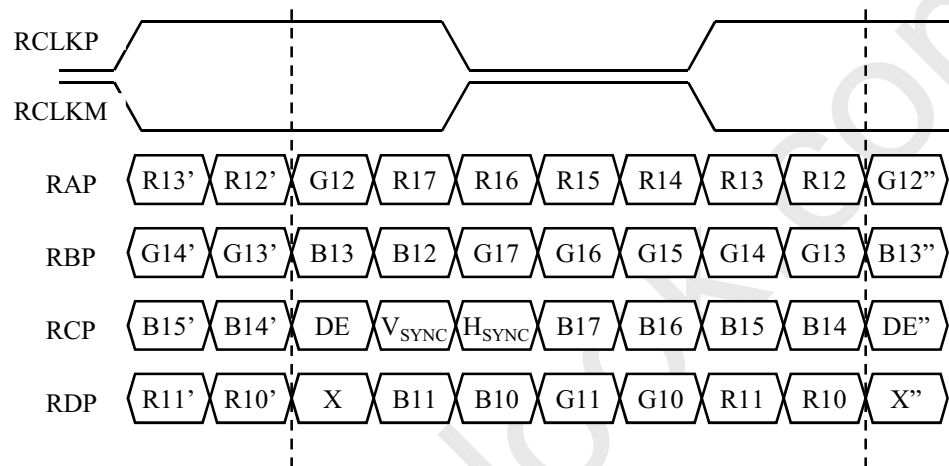 RCLKP
RCLKM
RAP R13’ R12’ G12 R17 R16 R15 R14 R13 R12 G12”
RBP G14’ G13’ B13 B12 G17 G16 G15 G14 G13 B13”
RCP B15’ B14’ DE VSYNC HSYNC B17 B16 B15 B14 DE”
RDP R11’ R10’ X B11 B10 G11 G10 R11 R10 X”